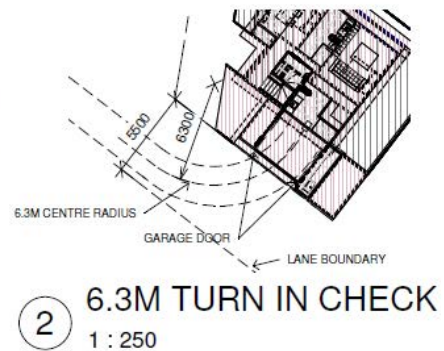 5500
6300
6.3M CENTRE RADIUS
GARAGE DOOR
LANE BOUNDARY
2
6.3M TURN IN CHECK
1 : 250